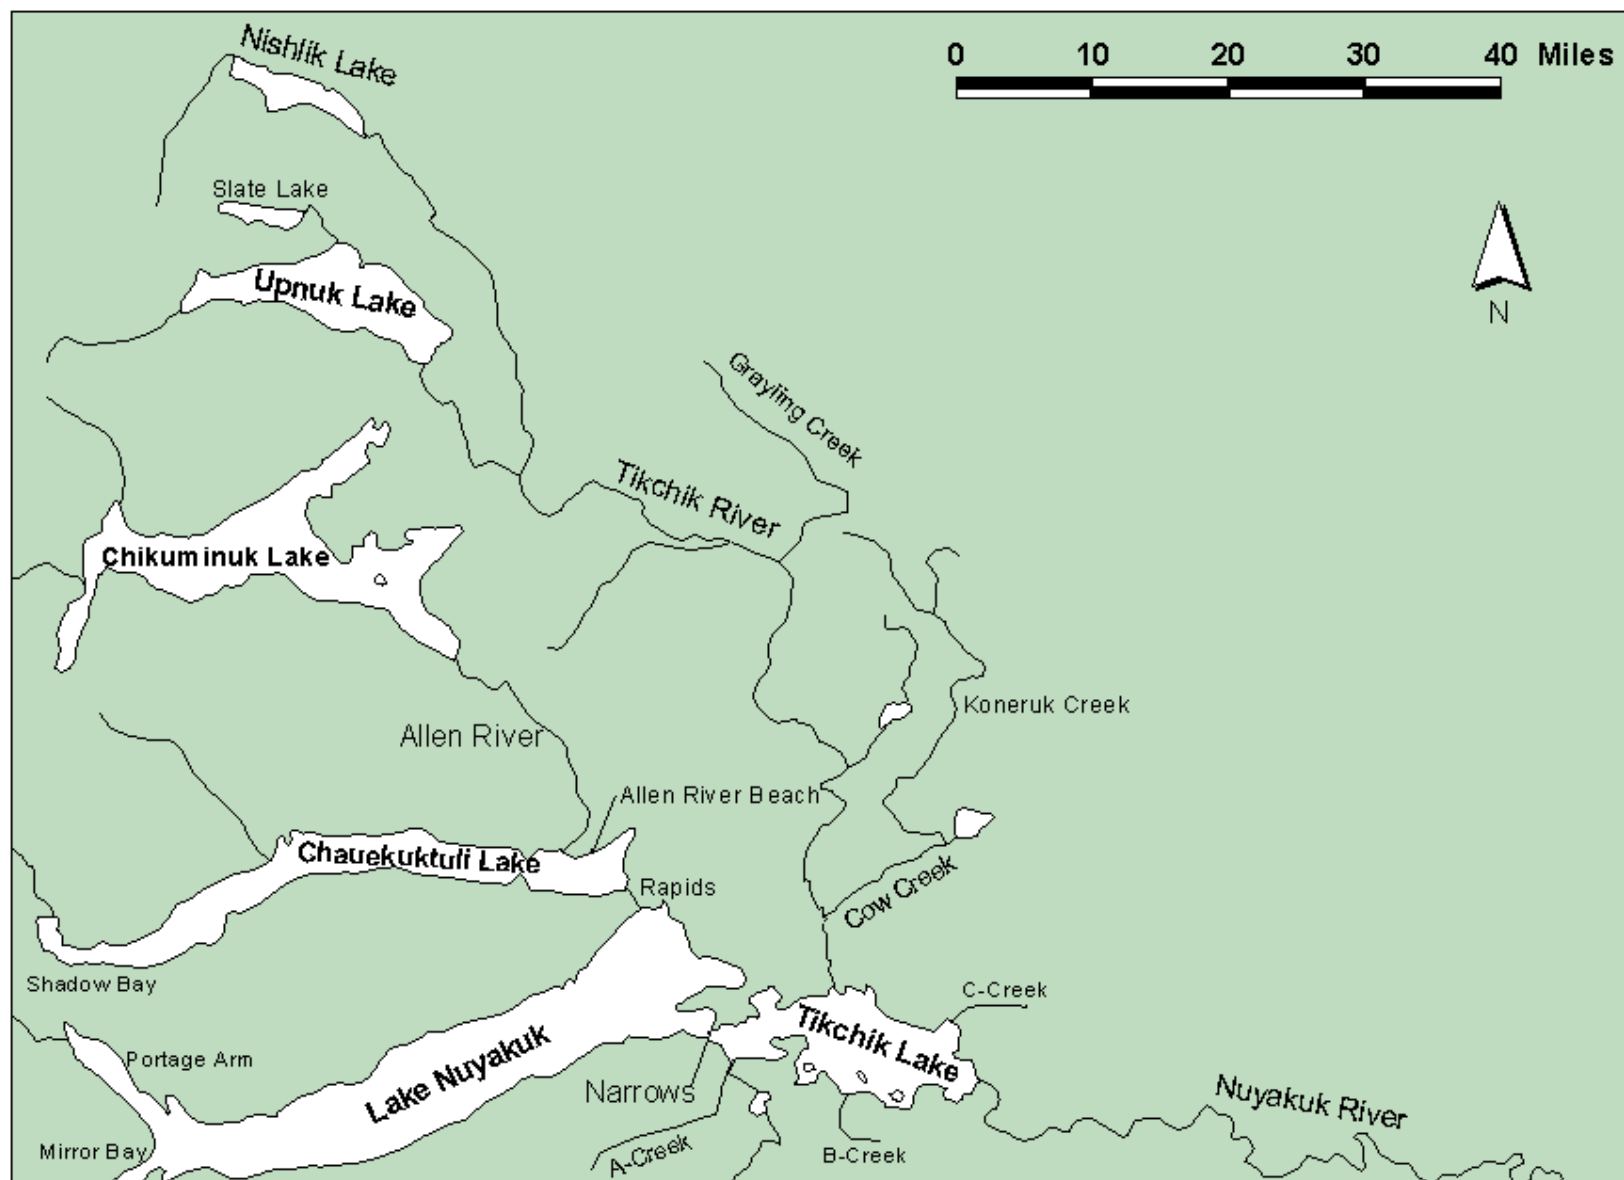 Nishlik Lake
0 10 20 30 40 Miles
Slate Lake
N
Upnuk Lake
Grayling Creek
Tikchik River
Chikuminuk Lake
Koneruk Creek
Allen River
Allen River Beach
Chauekuktuli Lake
Rapids
Cow Creek
Shadow Bay
C-Creek
Tikchik Lake
Portage Arm
Lake Nuyakuk
Narrows
Nuyakuk River
Mirror Bay
A-Creek
B-Creek